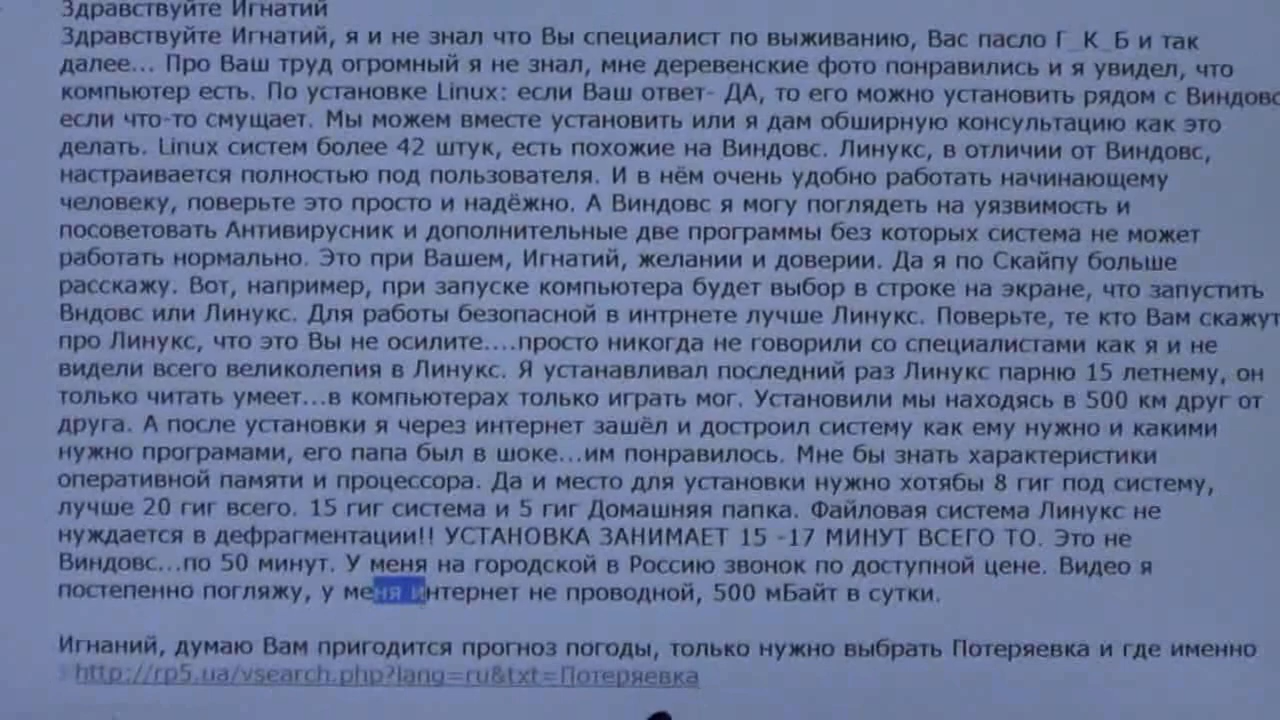 Здравствуйте Игнатий
Здравствуйте Игнатий, я и не знал что Вы специалист по выживанию, Вас пасло Г_К_Б и так
далее... Про Ваш труд огромный я не знал, мне деревенские фото понравились и я увидел, что
компьютер есть. По установке Linux: если Ваш ответ- ДА, то его можно установить рядом с Виндовс
если что-то смущает. Мы можем вместе установить или я дам обширную консультацию как это
делать. Linux систем более 42 штук, есть похожие на Виндовс. Линукс, в отличии от Виндовс,
настраивается полностью под пользователя. И в нём очень удобно работать начинающему
человеку, поверьте это просто и надёжно. А Виндовс я могу поглядеть на уязвимость и
посоветовать Антивирусник и дополнительные две программы без которых система не может
работать нормально. Это при Вашем, Игнатий, желании и доверии. Да я по Скайпу больше
расскажу. Вот, например, при запуске компьютера будет выбор в строке на экране, что запустить
Вндовс или Линукс. Для работы безопасной в интрнете лучше Линукс. Поверьте, те кто Вам скажут
про Линукс, что это Вы не осилите....просто никогда не говорили со специалистами как я и не
видели всего великолепия в Линукс. Я устанавливал последний раз Линукс парню 15 летнему, он
только читать умеет...в компьютерах только играть мог. Установили мы находясь в 500 км друг от
друга. А после установки я через интернет зашёл и достроил систему как ему нужно и какими
нужно програмами, его папа был в шоке...им понравилось. Мне бы знать характеристики
оперативной памяти и процессора. Да и место для установки нужно хотябы 8 гиг под систему,
лучше 20 гиг всего. 15 гиг система и 5 гиг Домашняя папка. Файловая система Линукс не
нуждается в дефрагментации!! УСТАНОВКА ЗАНИМАЕТ 15 -17 МИНУТ ВСЕГО ТО. Это не
Виндовс...по 50 минут. У меня на городской в Россию звонок по доступной цене. Видео я
постепенно погляжу, у меня интернет не проводной, 500 мБайт в сутки.
Игнаний, думаю Вам пригодится прогноз погоды, только нужно выбрать Потеряевка и где именно
http://rp5.ua/vsearch.php?lang=ru&txt=Потеряевка